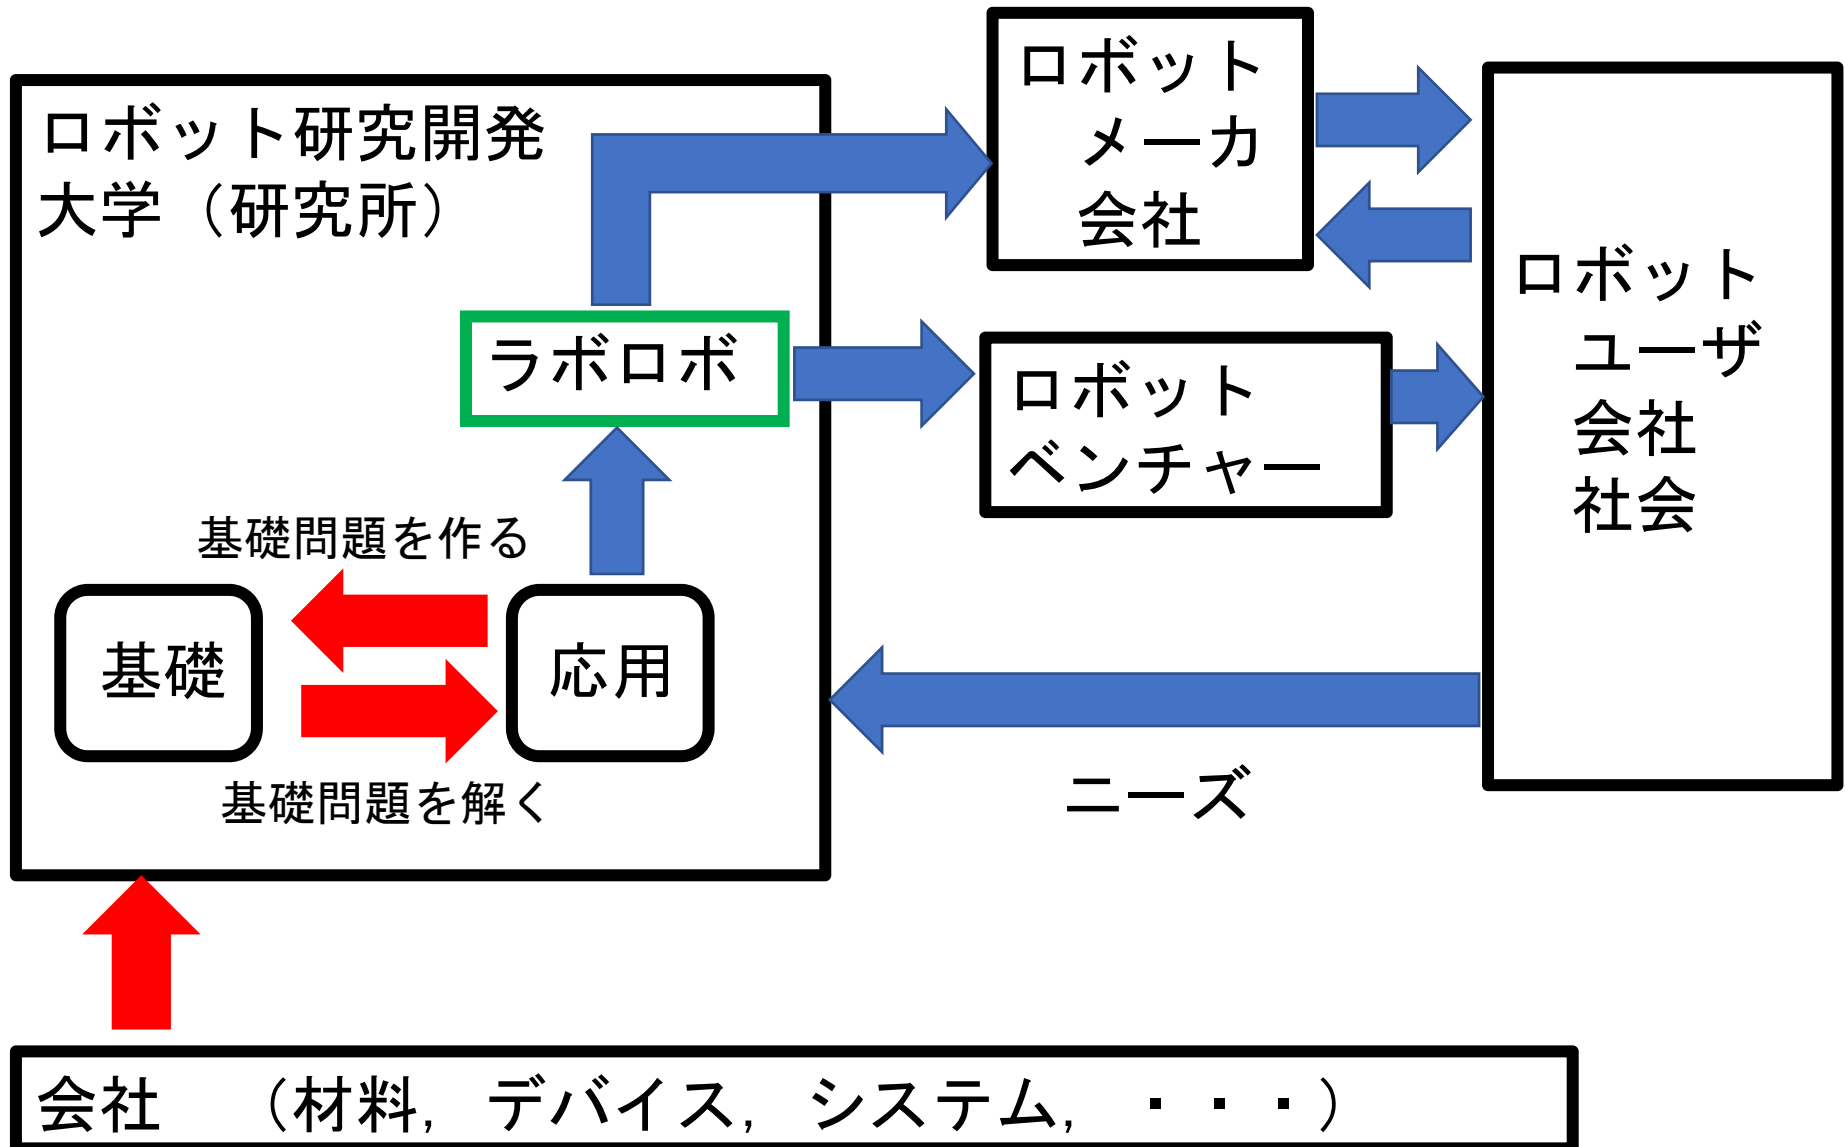 ロボット研究開発
大学（研究所）
ロボット
メーカ
会社
ロボット
ユーザ
会社
社会
ラボロボ
ロボット
ベンチャー
基礎問題を作る
基礎
応用
基礎問題を解く
ニーズ
会社　（材料，デバイス，システム，・・・）